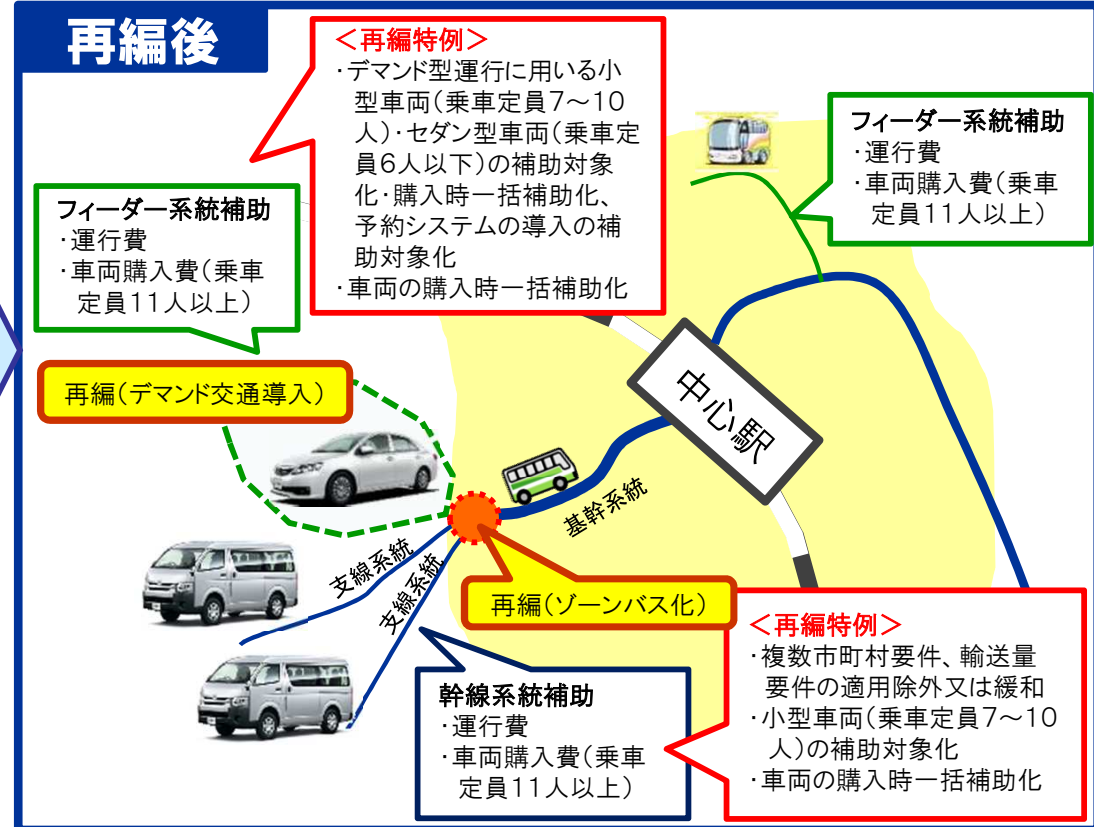 再編後
<再編特例>
・デマンド型運行に用いる小
型車両(乗車定員7~10
人)・セダン型車両(乗車定
員6人以下)の補助対象
化・購入時一括補助化、
予約システムの導入の補
助対象化
・車両の購入時一括補助化
フィーダー系統補助
・運行費
・車両購入費(乗車
定員11人以上)
フィーダー系統補助
・運行費
・車両購入費(乗車
定員11人以上)
再編(デマンド交通導入)
中心駅
基幹系統
支線系統
支線系統
再編(ゾーンバス化)
幹線系統補助
・運行費
・車両購入費(乗車
定員11人以上)
<再編特例>
・複数市町村要件、輸送量
要件の適用除外又は緩和
・小型車両(乗車定員7~10
人)の補助対象化
・車両の購入時一括補助化